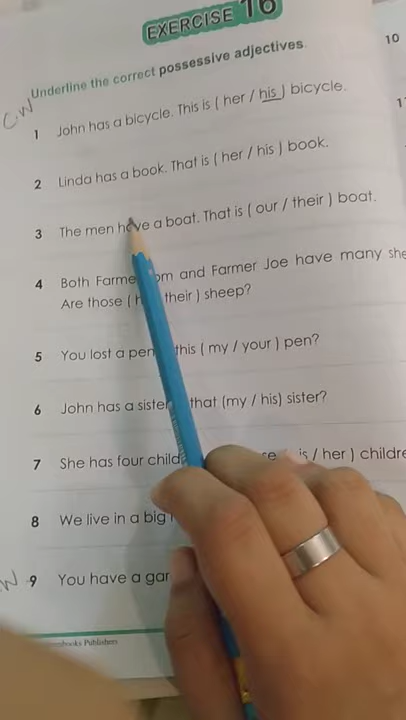 EXERCISE 16
Underline the correct possessive adjectives.
CW
1 John has a bicycle. This is ( her / his ) bicycle.
2 Linda has a book. That is ( her / his ) book.
3 The men have a boat. That is ( our / their ) boat.
4 Both Farmer and Farmer Joe have many
Are those ( their ) sheep?
5 You lost a pen this ( my / your ) pen?
6 John has a sister that (my / his) sister?
7 She has four / her )
8 We live in a big
9 You have a
Publishers
10